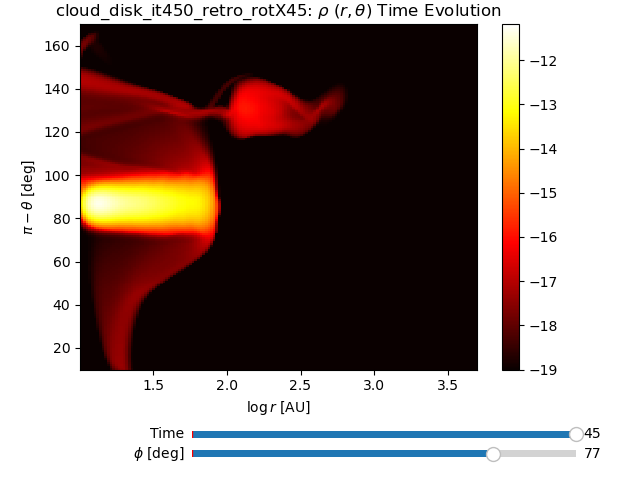 cloud_disk_it450_retro_rotX45: ρ (r, θ) Time Evolution
160
140
120
100
80
60
40
20
π − θ [deg]
1.5 2.0 2.5 3.0 3.5
log r [AU]
−12
−13
−14
−15
−16
−17
−18
−19
Time 45
ϕ [deg] 77